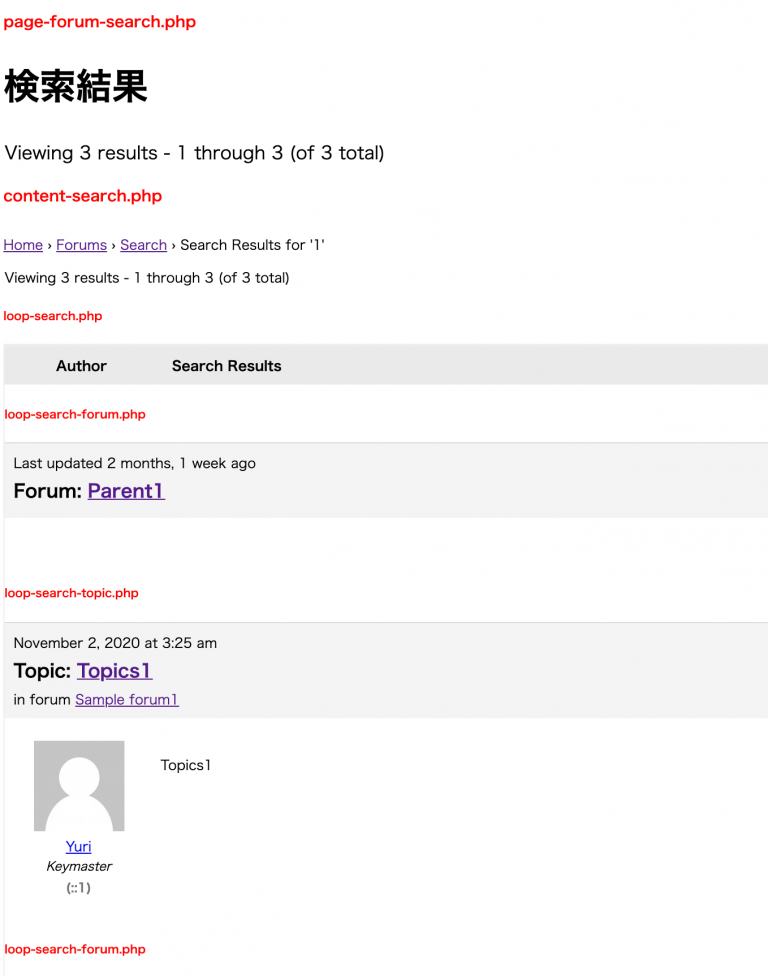 page-forum-search.php
検索結果
Viewing 3 results - 1 through 3 (of 3 total)
content-search.php
Home › Forums › Search › Search Results for '1'
Viewing 3 results - 1 through 3 (of 3 total)
loop-search.php
Author Search Results
loop-search-forum.php
Last updated 2 months, 1 week ago
Forum: Parent1
loop-search-topic.php
November 2, 2020 at 3:25 am
Topic: Topics1
in forum Sample forum1
Topics1
Yuri
Keymaster
(::1)
loop-search-forum.php